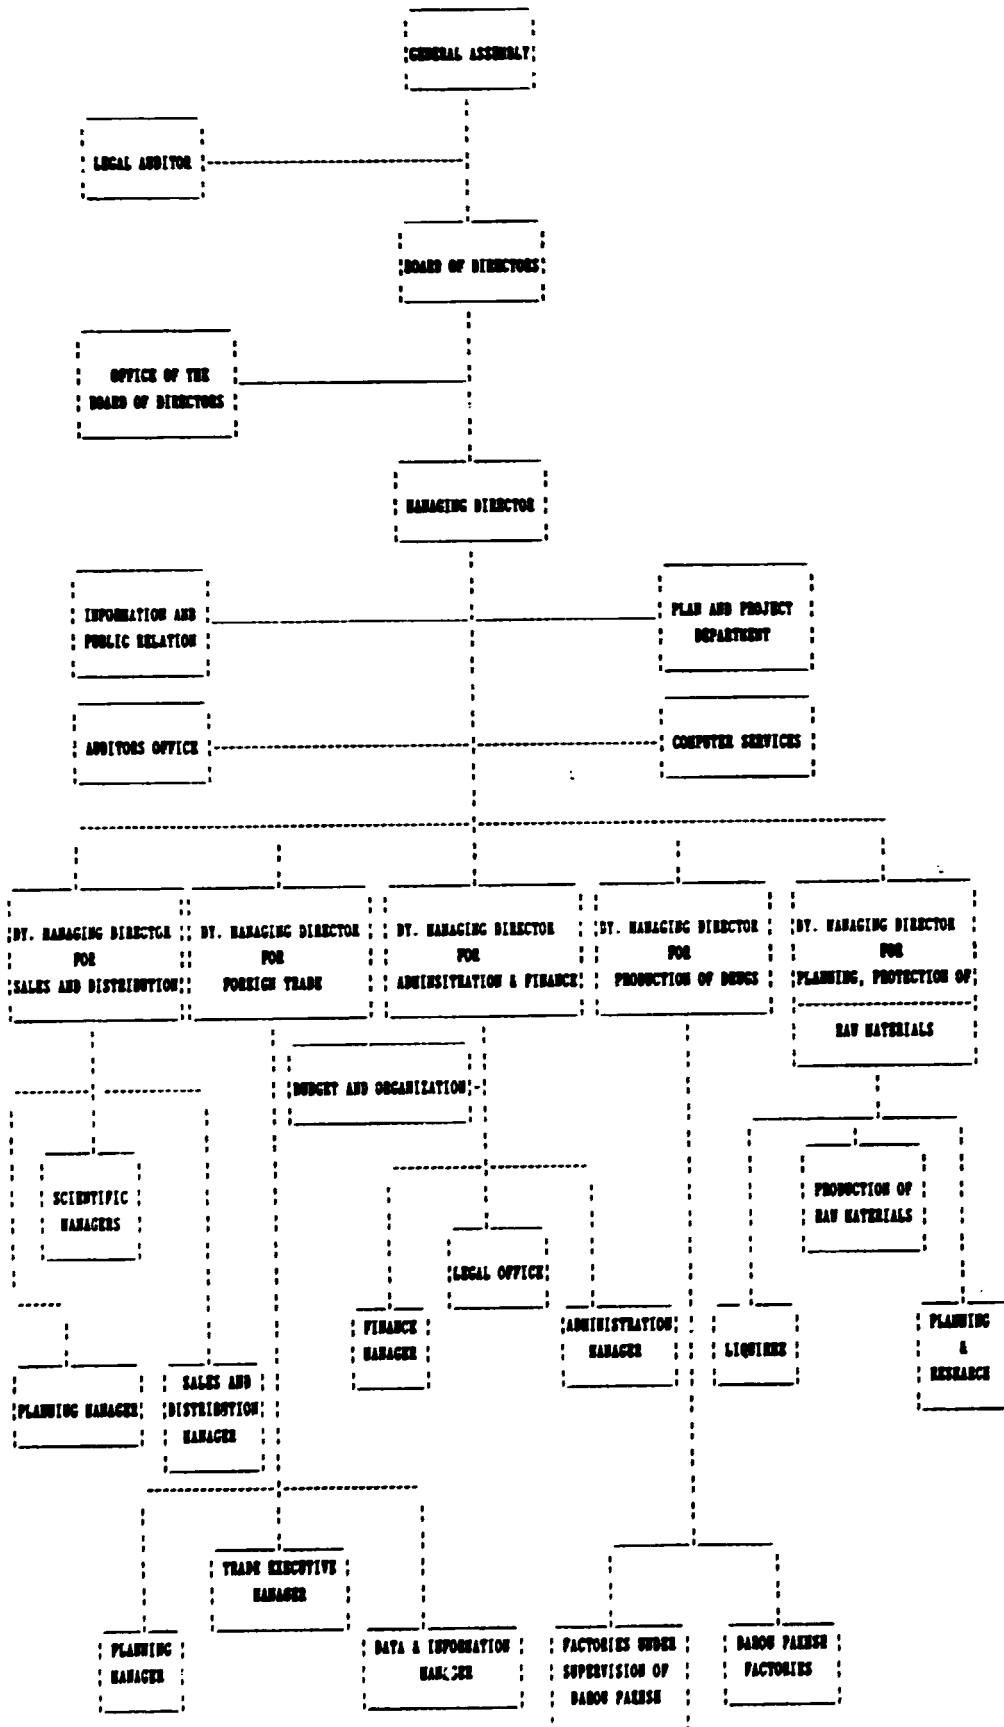 GENERAL ASSEMBLY
LEGAL AUDITOR
BOARD OF DIRECTORS
OFFICE OF THE
BOARD OF DIRECTORS
MANAGING DIRECTOR
INFORMATION AND
PUBLIC RELATION
PLAN AND PROJECT
DEPARTMENT
AUDITORS OFFICE
COMPUTER SERVICES
DY. MANAGING DIRECTOR
FOR
SALES AND DISTRIBUTION
DY. MANAGING DIRECTOR
FOR
FOREIGN TRADE
DY. MANAGING DIRECTOR
FOR
ADMINSITRATION & FINANCE
DY. MANAGING DIRECTOR
FOR
PRODUCTION OF DRUGS
DY. MANAGING DIRECTOR
FOR
PLANNING, PROTECTION OF
RAW MATERIALS
BUDGET AND ORGANIZATION
SCIENTIFIC
MANAGERS
PRODUCTION OF
RAW MATERIALS
LEGAL OFFICE
FINANCE
MANAGER
ADMINISTRATION
MANAGER
PLANNING
&
RESEARCH
PLANNING MANAGER
SALES AND
DISTRIBUTION
MANAGER
TRADE EXECUTIVE
MANAGER
PLANNING
MANAGER
DATA & INFORMATION
MANAGER
FACTORIES UNDER
SUPERVISION OF
DAROU PAKHSH
DAROU PAKHSH
FACTORIES